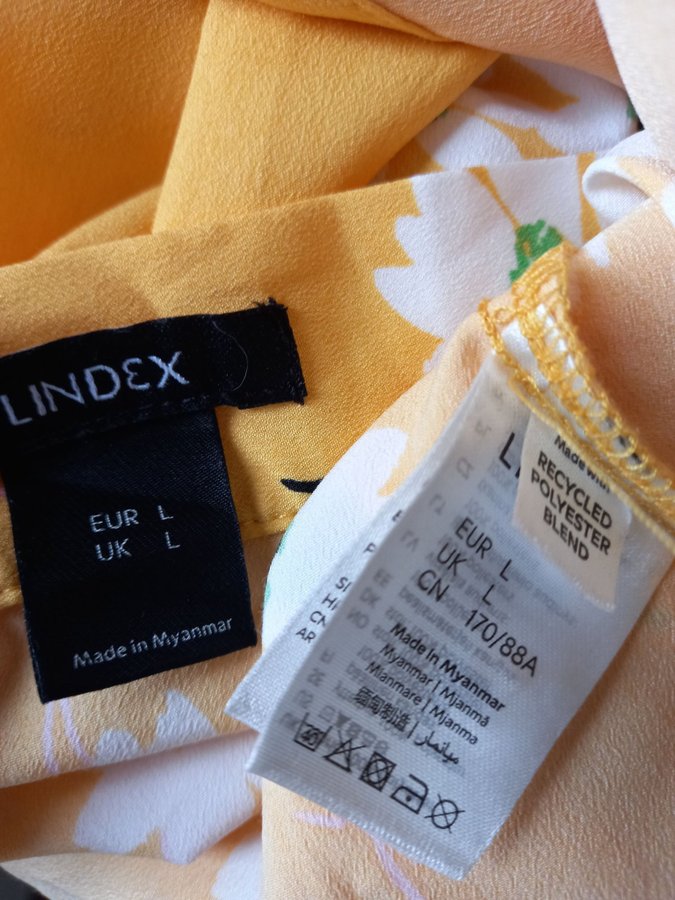 LINDEX
EUR L
UK L
Made in Myanmar
Made with
RECYCLED
POLYESTER
BLEND
EUR L
UK L
CN 170/88A
Made in Myanmar
Myanmar | Mjanmā
Mianmare | Mjanma
缅甸制造 | ميانمار